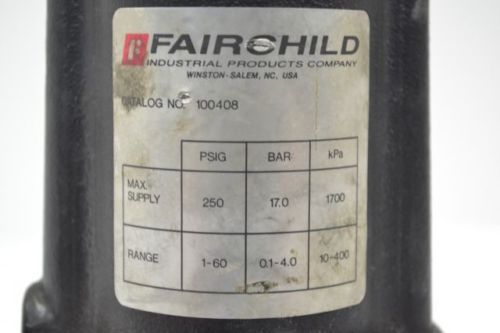 FAIRCHILD
INDUSTRIAL PRODUCTS COMPANY
WINSTON-SALEM, NC. USA
CATALOG NO. 100408
PSIG BAR kPa
MAX. SUPPLY 250 17.0 1700
RANGE 1-60 0.1-4.0 10-400